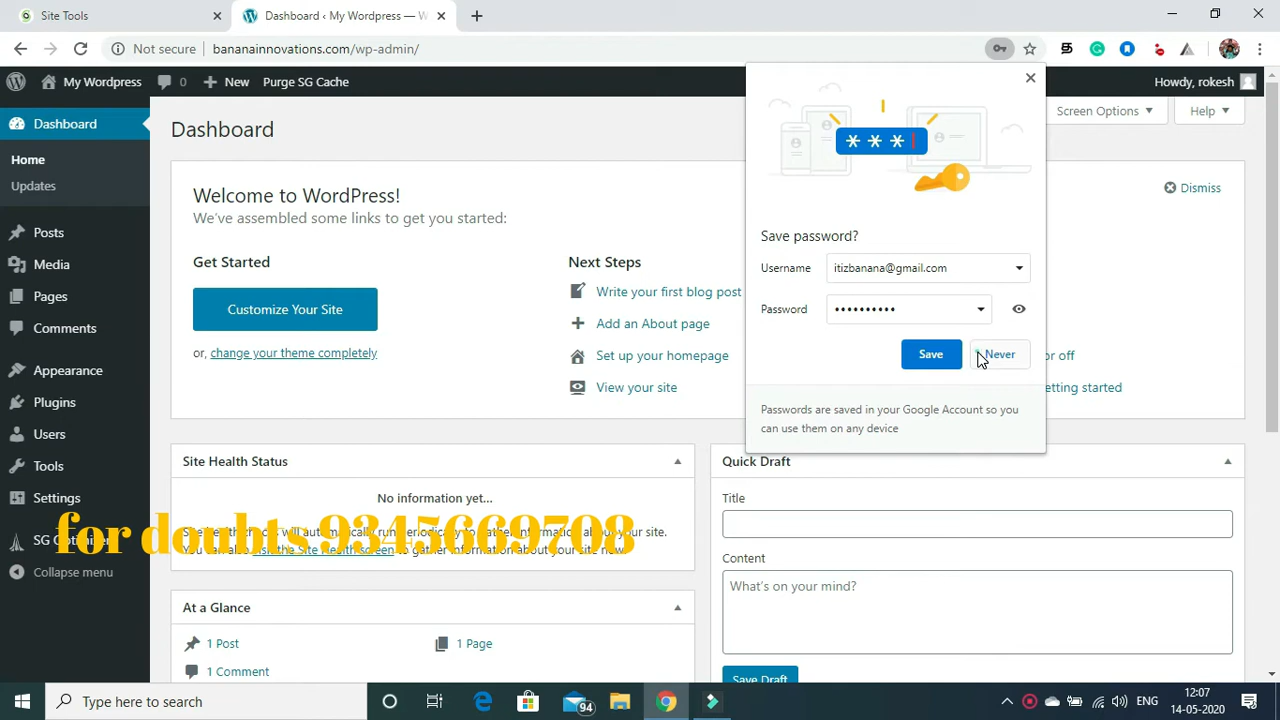 Site Tools
Dashboard ‹ My Wordpress — W
Not secure
bananainnovations.com/wp-admin/
My Wordpress
0
New
Purge SG Cache
Howdy, rokesh
Dashboard
Home
Updates
Posts
Media
Pages
Comments
Appearance
Plugins
Users
Tools
Settings
Collapse menu
Dashboard
Screen Options
Help
Welcome to WordPress!
We've assembled some links to get you started:
Dismiss
Get Started
Customize Your Site
or, change your theme completely
Next Steps
Write your first blog post
Add an About page
Set up your homepage
View your site
or off
etting started
Save password?
Username
itizbanana@gmail.com
Password
Save
Never
Passwords are saved in your Google Account so you
can use them on any device
Site Health Status
No information yet...
for doubts 9345669708
At a Glance
1 Post
1 Page
1 Comment
Quick Draft
Title
Content
What's on your mind?
Save Draft
Type here to search
94
ENG
12:07
14-05-2020